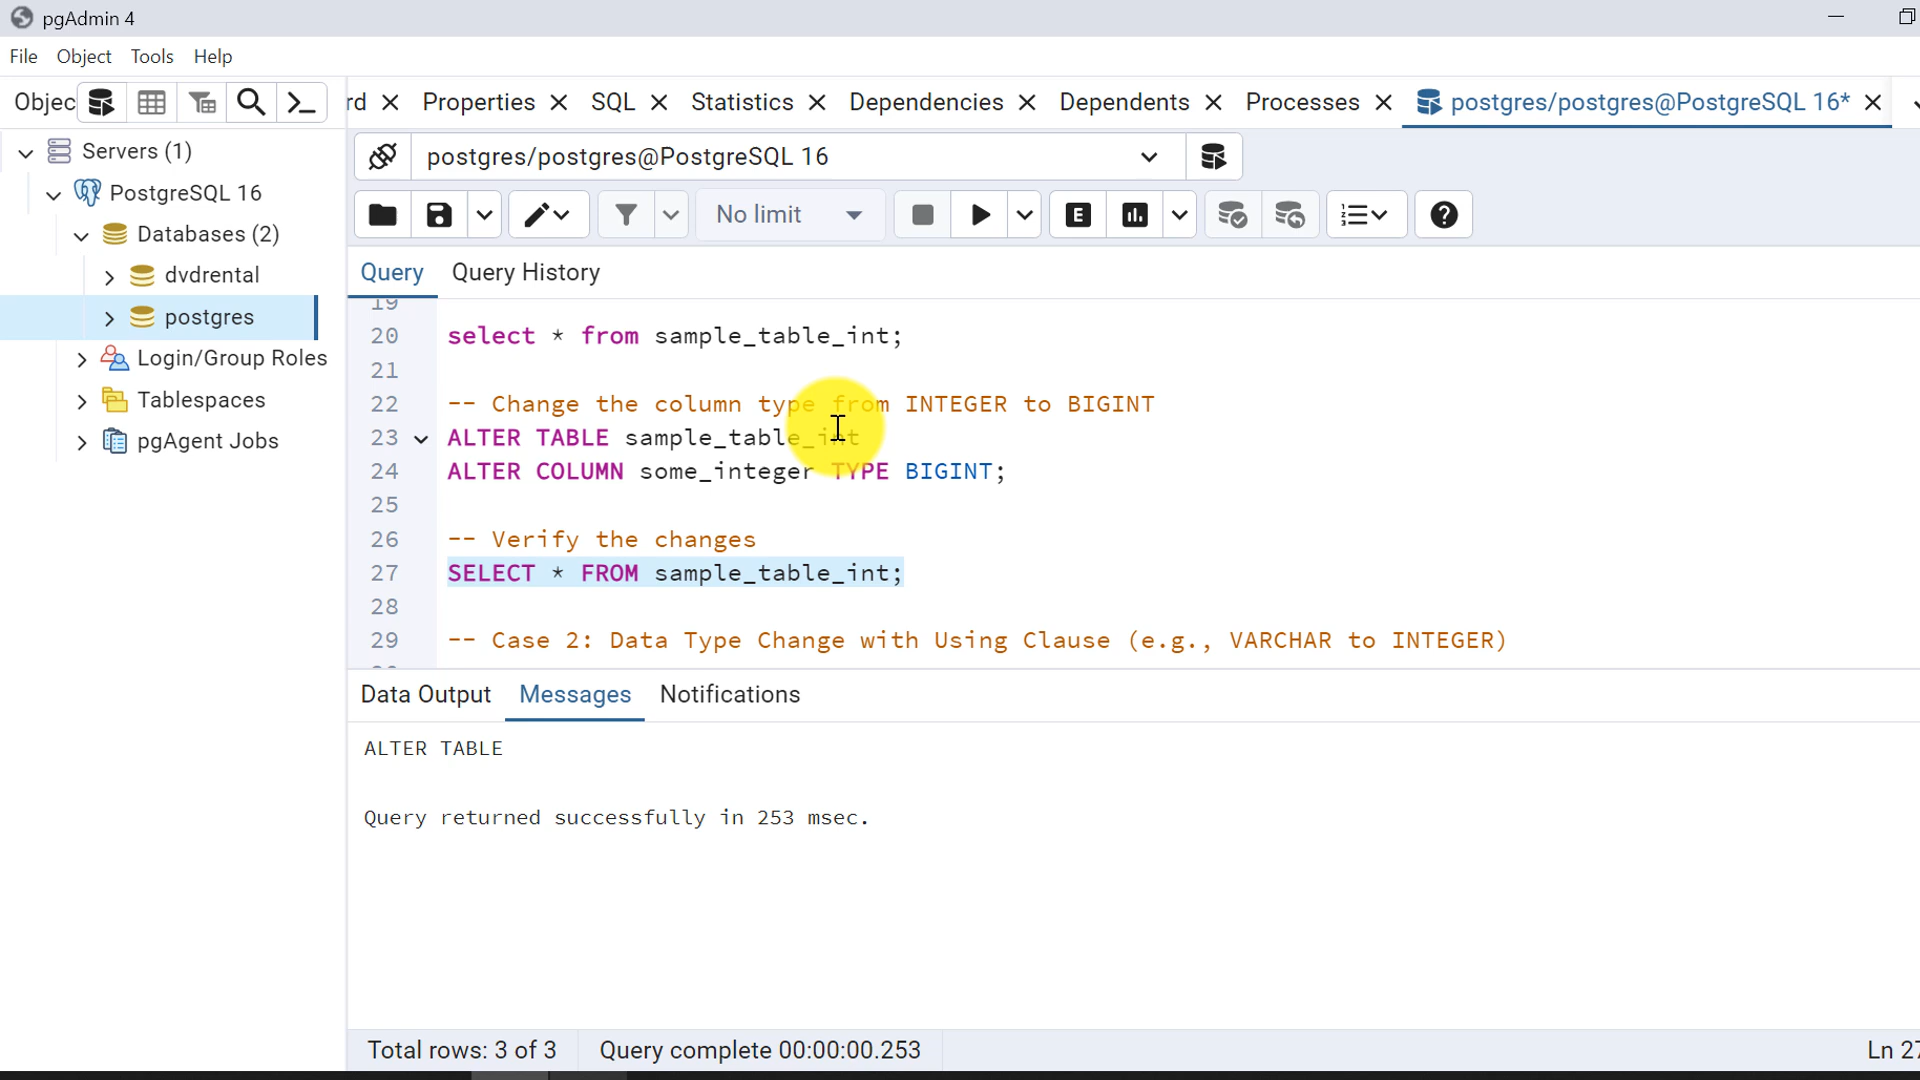 pgAdmin 4
File Object Tools Help
Objec
rd Properties SQL Statistics Dependencies Dependents Processes postgres/postgres@PostgreSQL 16*
Servers (1)
PostgreSQL 16
Databases (2)
dvdrental
postgres
Login/Group Roles
Tablespaces
pgAgent Jobs
postgres/postgres@PostgreSQL 16
No limit
E
Query Query History
19
20 select * from sample_table_int;
21
22 -- Change the column type from INTEGER to BIGINT
23 ALTER TABLE sample_table_int
24 ALTER COLUMN some_integer TYPE BIGINT;
25
26 -- Verify the changes
27 SELECT * FROM sample_table_int;
28
29 -- Case 2: Data Type Change with Using Clause (e.g., VARCHAR to INTEGER)
Data Output Messages Notifications
ALTER TABLE
Query returned successfully in 253 msec.
Total rows: 3 of 3 Query complete 00:00:00.253 Ln 27